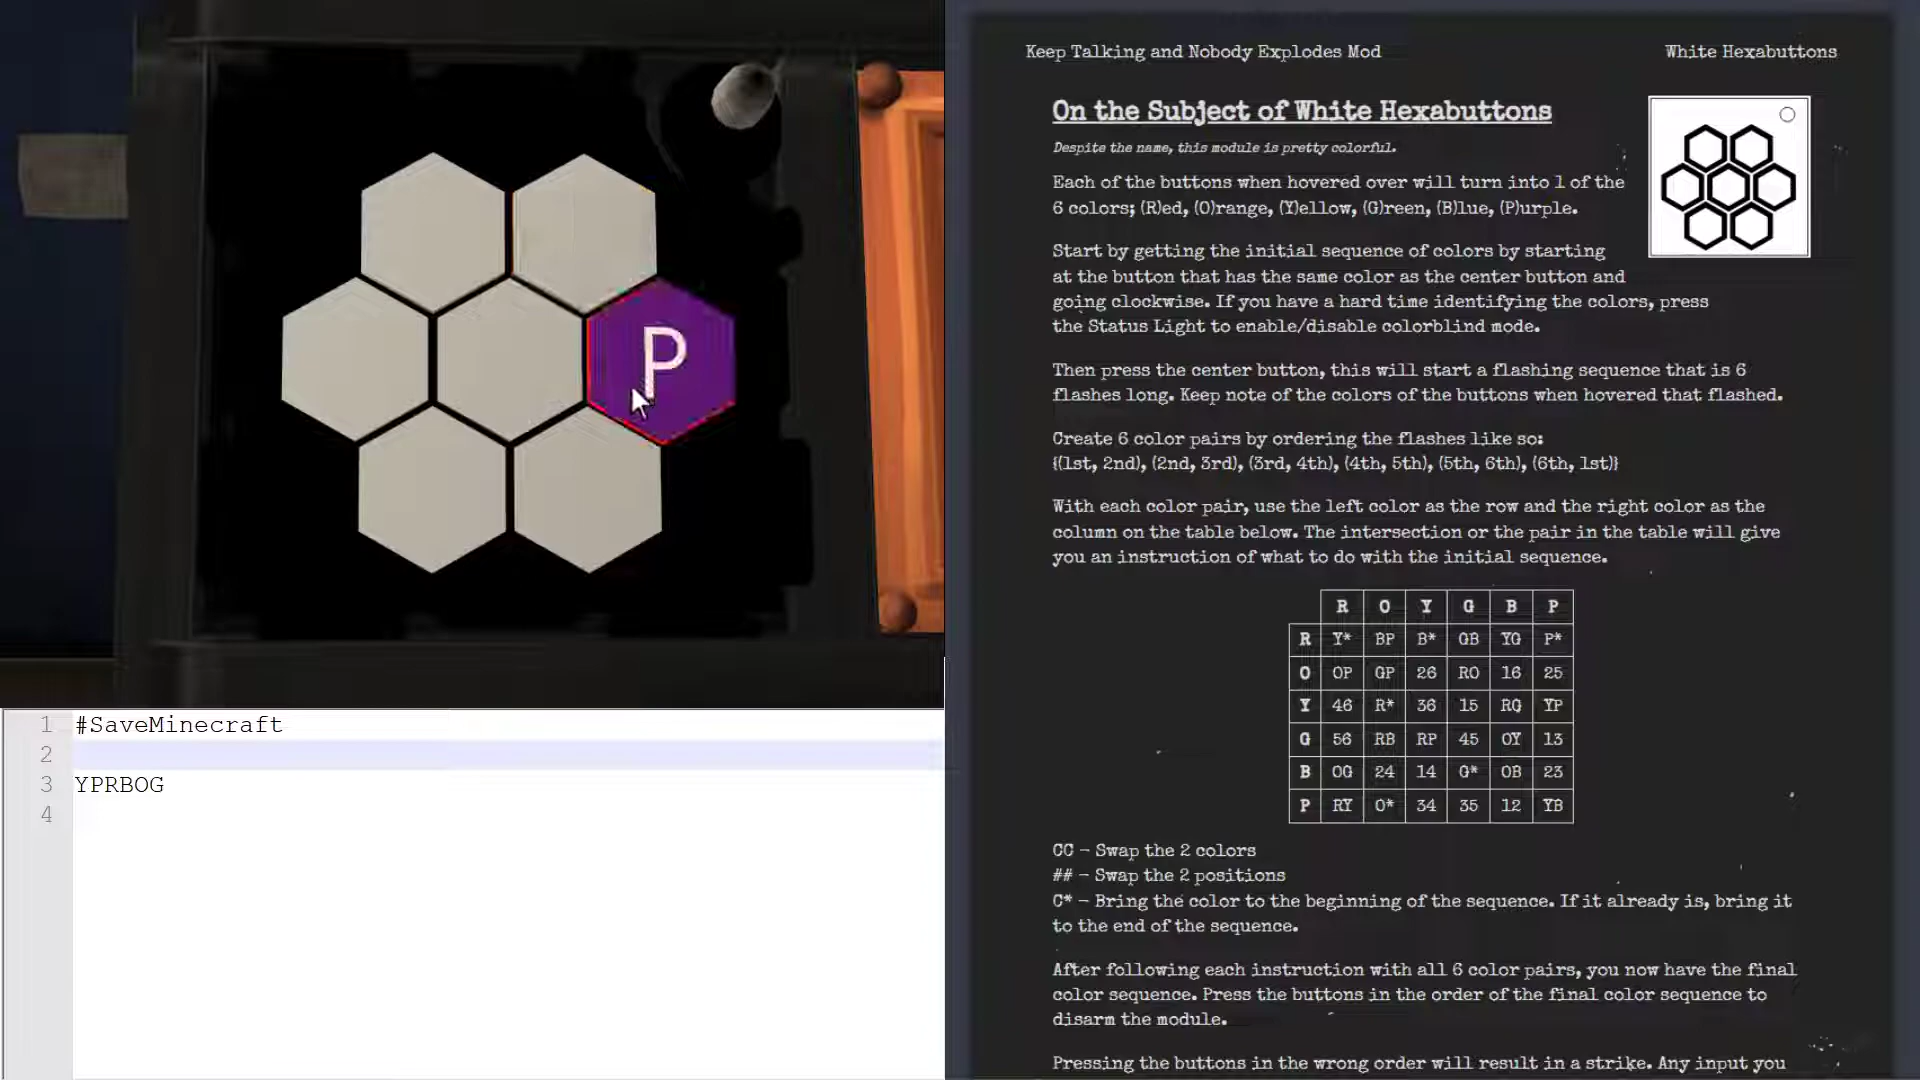 Keep Talking and Nobody Explodes Mod
White Hexabuttons
On the Subject of White Hexabuttons
Despite the name, this module is pretty colorful.
Each of the buttons when hovered over will turn into 1 of the
6 colors; (R)ed, (O)range, (Y)ellow, (G)reen, (B)lue, (P)urple.
Start by getting the initial sequence of colors by starting
at the button that has the same color as the center button and
going clockwise. If you have a hard time identifying the colors, press
the Status Light to enable/disable colorblind mode.
Then press the center button, this will start a flashing sequence that is 6
flashes long. Keep note of the colors of the buttons when hovered that flashed.
Create 6 color pairs by ordering the flashes like so:
{(1st, 2nd), (2nd, 3rd), (3rd, 4th), (4th, 5th), (5th, 6th), (6th, 1st)}
With each color pair, use the left color as the row and the right color as the
column on the table below. The intersection or the pair in the table will give
you an instruction of what to do with the initial sequence.
R O Y G B P
R Y* BP B* GB YG P*
O OP GP 26 RO 16 25
Y 46 R* 36 15 RG YP
G 56 RB RP 45 OY 13
B OG 24 14 G* OB 23
P RY O* 34 35 12 YB
CC - Swap the 2 colors
## - Swap the 2 positions
C* - Bring the color to the beginning of the sequence. If it already is, bring it
to the end of the sequence.
After following each instruction with all 6 color pairs, you now have the final
color sequence. Press the buttons in the order of the final color sequence to
disarm the module.
Pressing the buttons in the wrong order will result in a strike. Any input you
P
1 #SaveMinecraft
2
3 YPRBOG
4